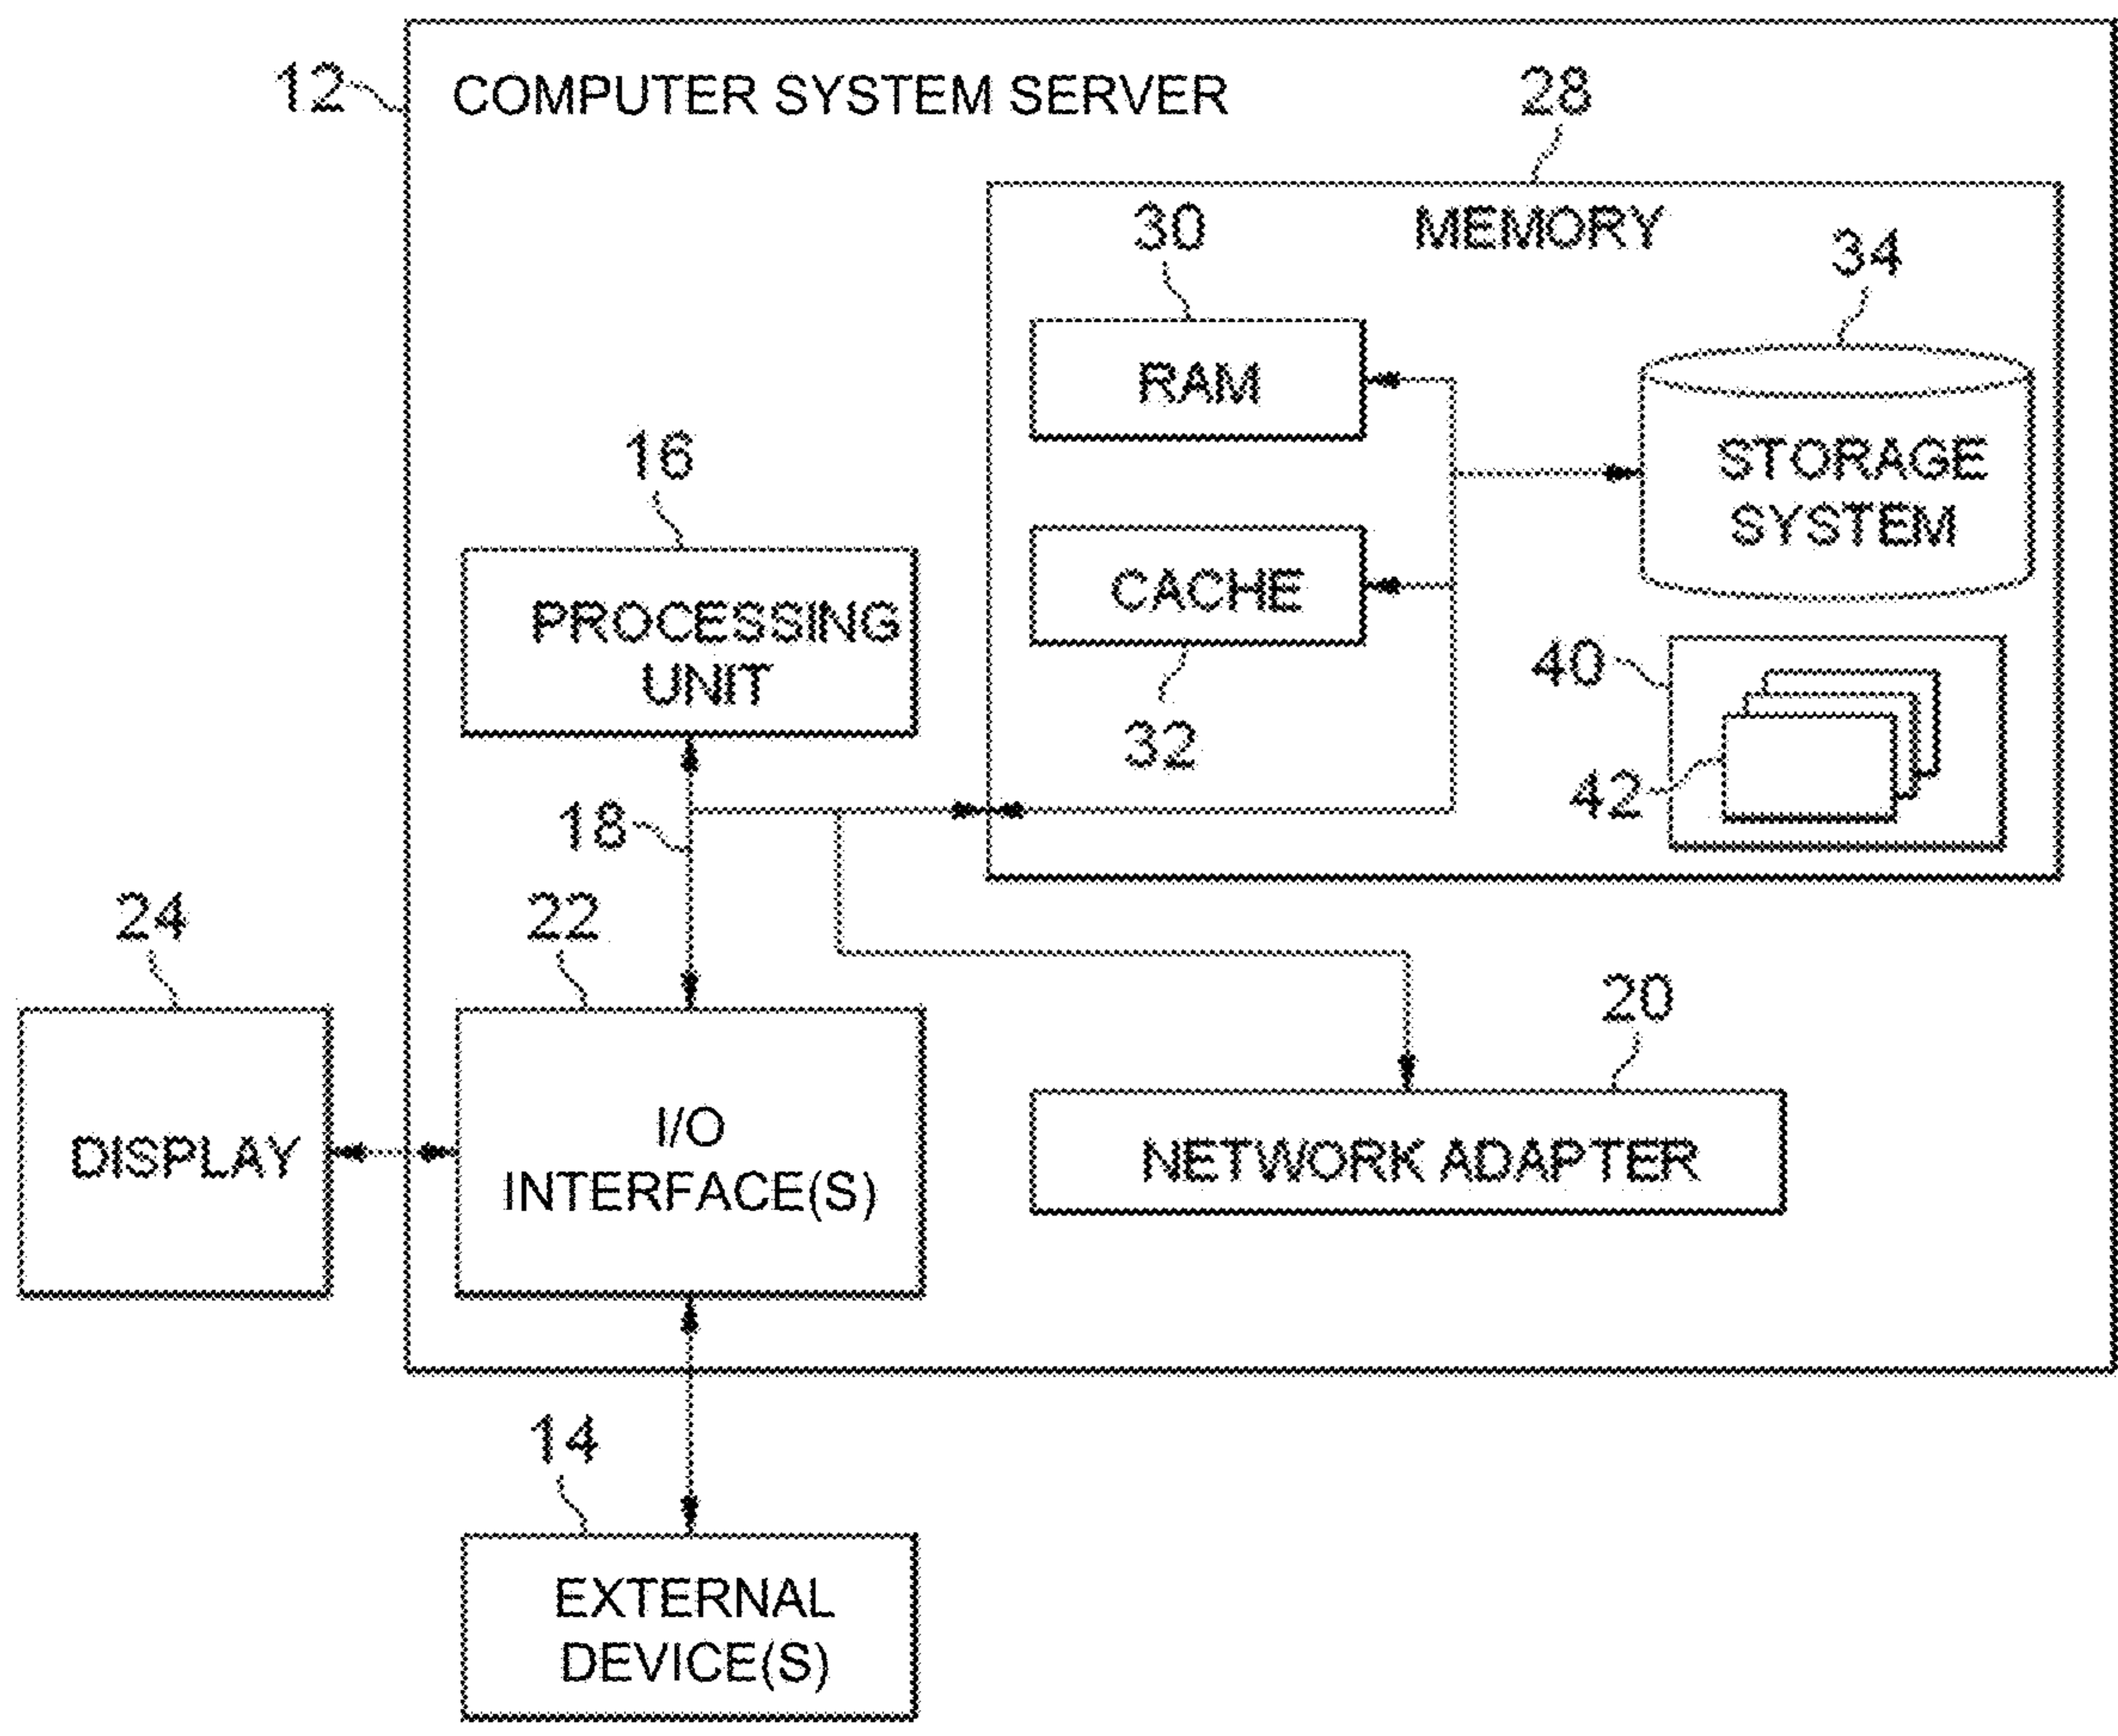 12
COMPUTER SYSTEM SERVER
28
MEMORY
30
34
RAM
STORAGE
SYSTEM
16
PROCESSING
UNIT
CACHE
32
40
42
18
24
22
20
DISPLAY
I/O
INTERFACE(S)
NETWORK ADAPTER
14
EXTERNAL
DEVICE(S)